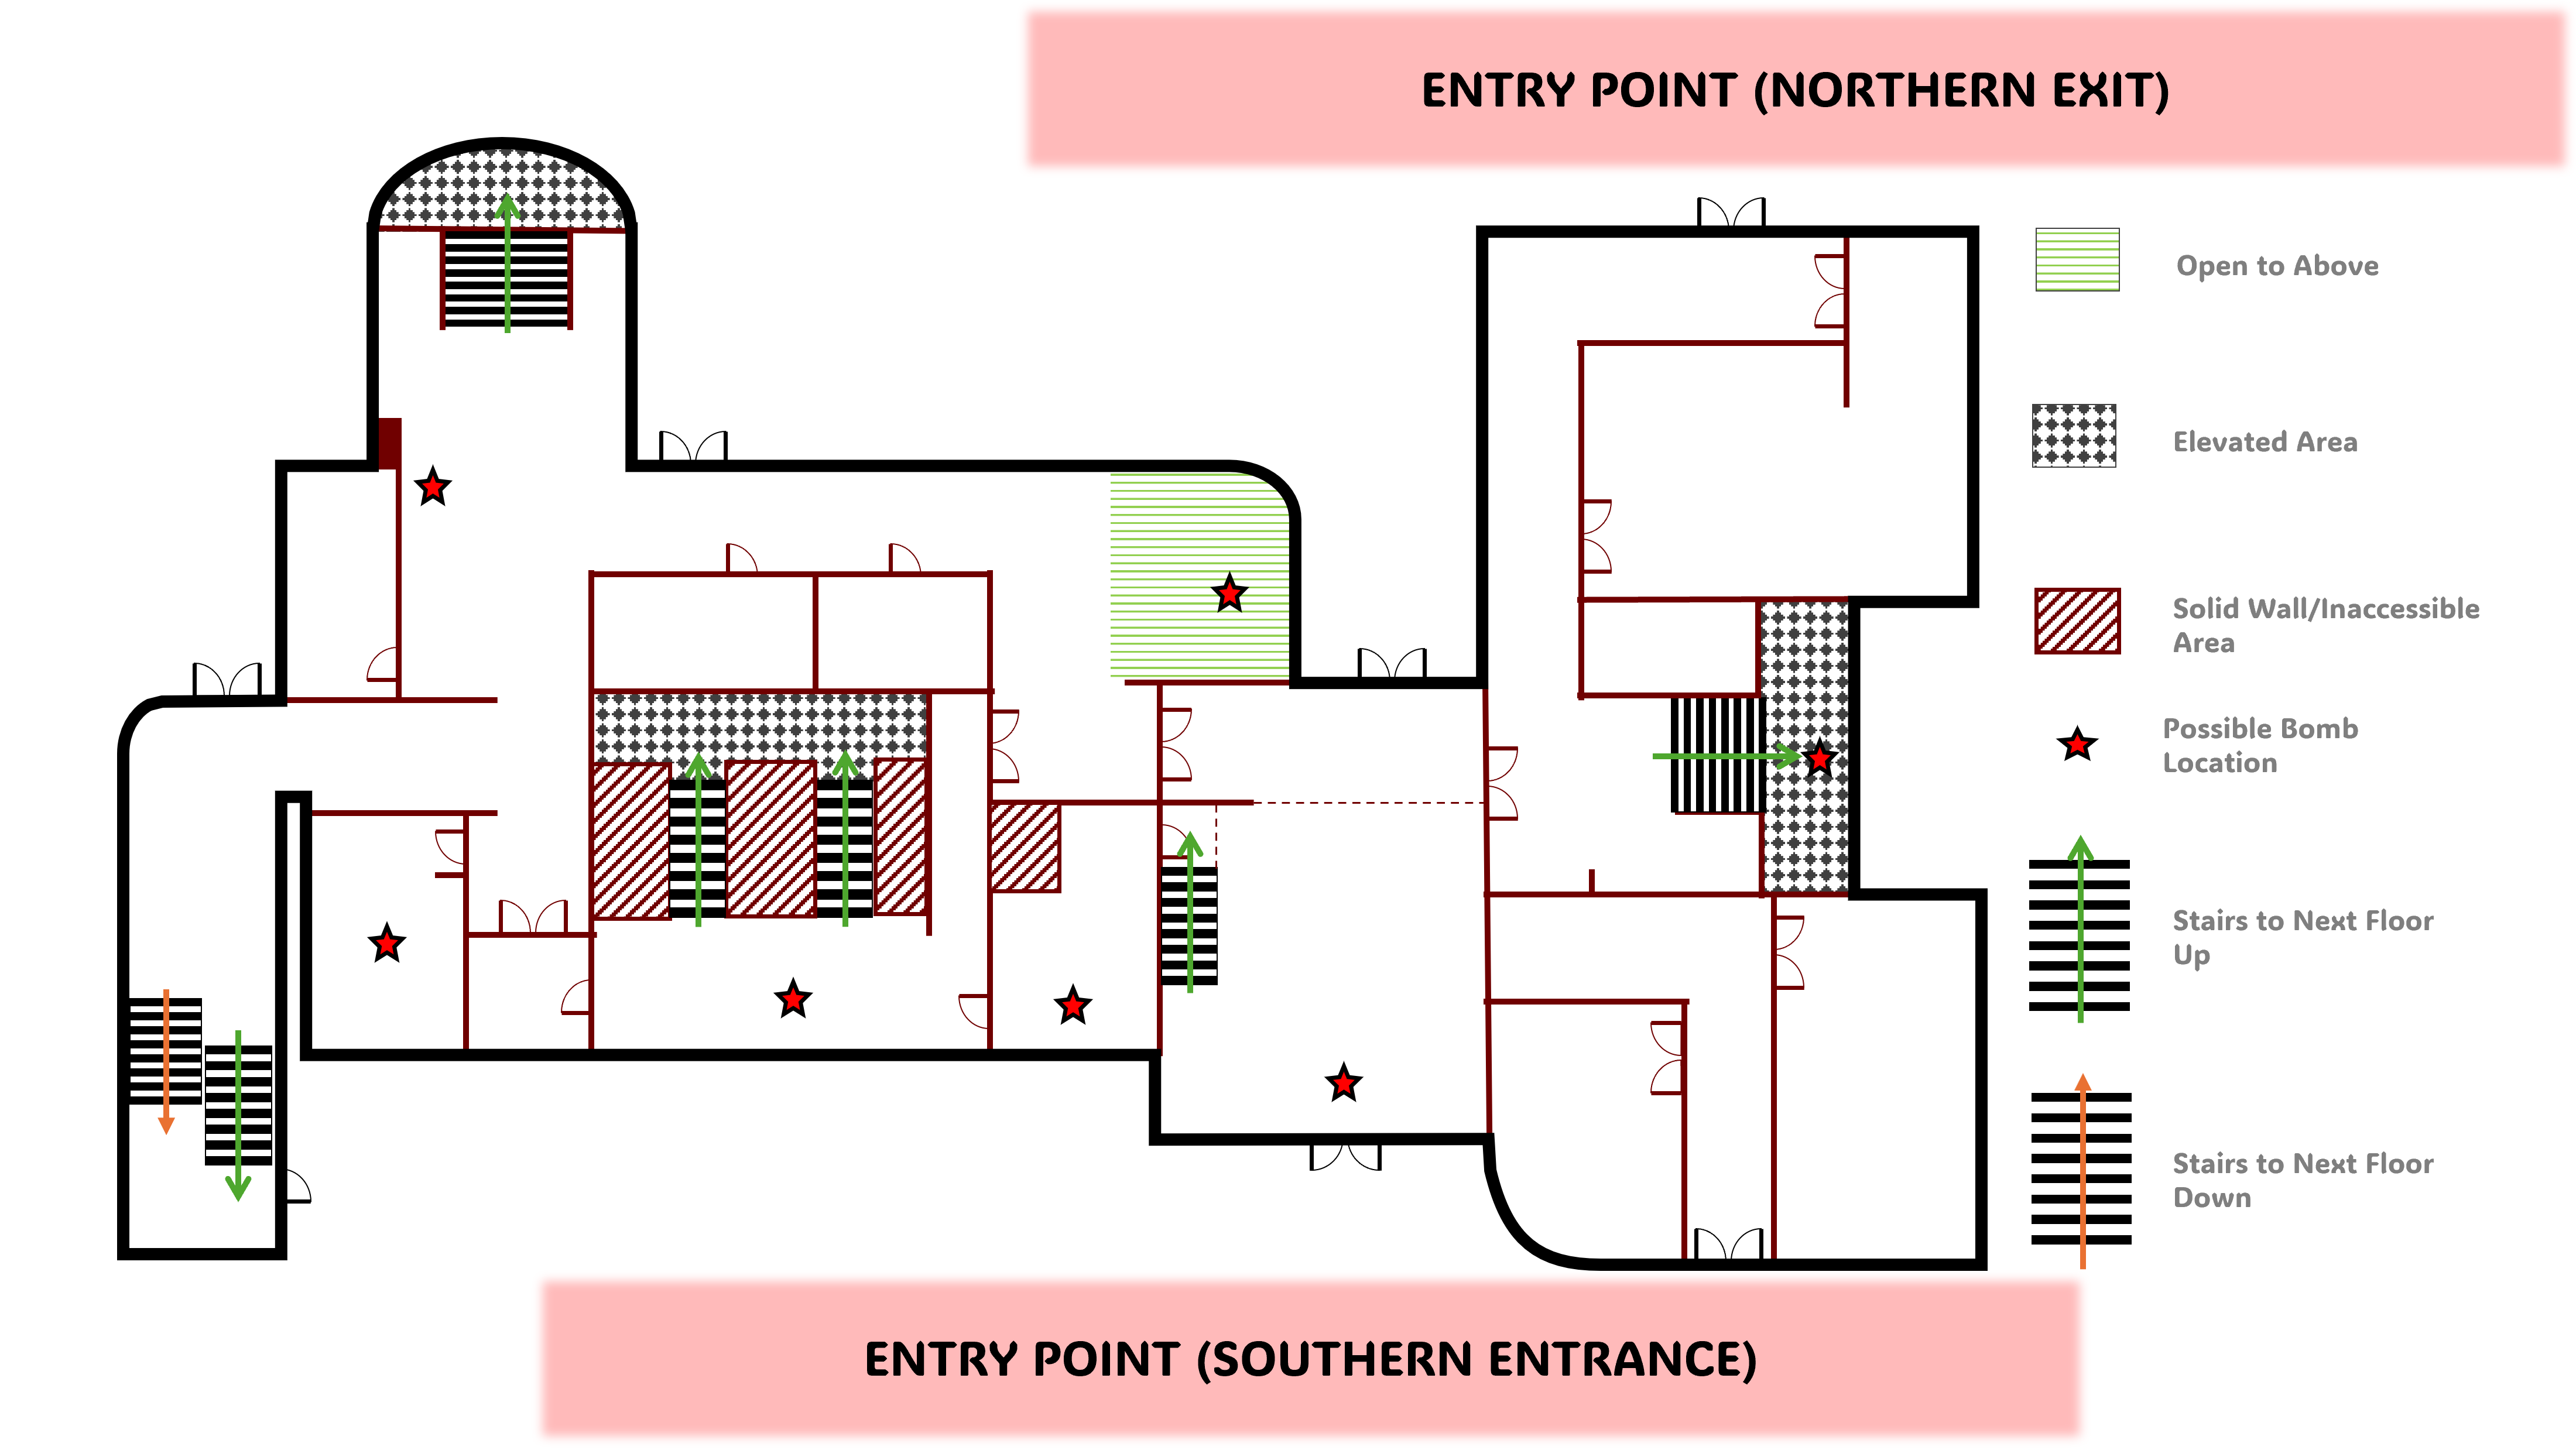 ENTRY POINT (NORTHERN EXIT)
Open to Above
Elevated Area
Solid Wall/Inaccessible
Area
Possible Bomb
Location
Stairs to Next Floor
Up
Stairs to Next Floor
Down
ENTRY POINT (SOUTHERN ENTRANCE)